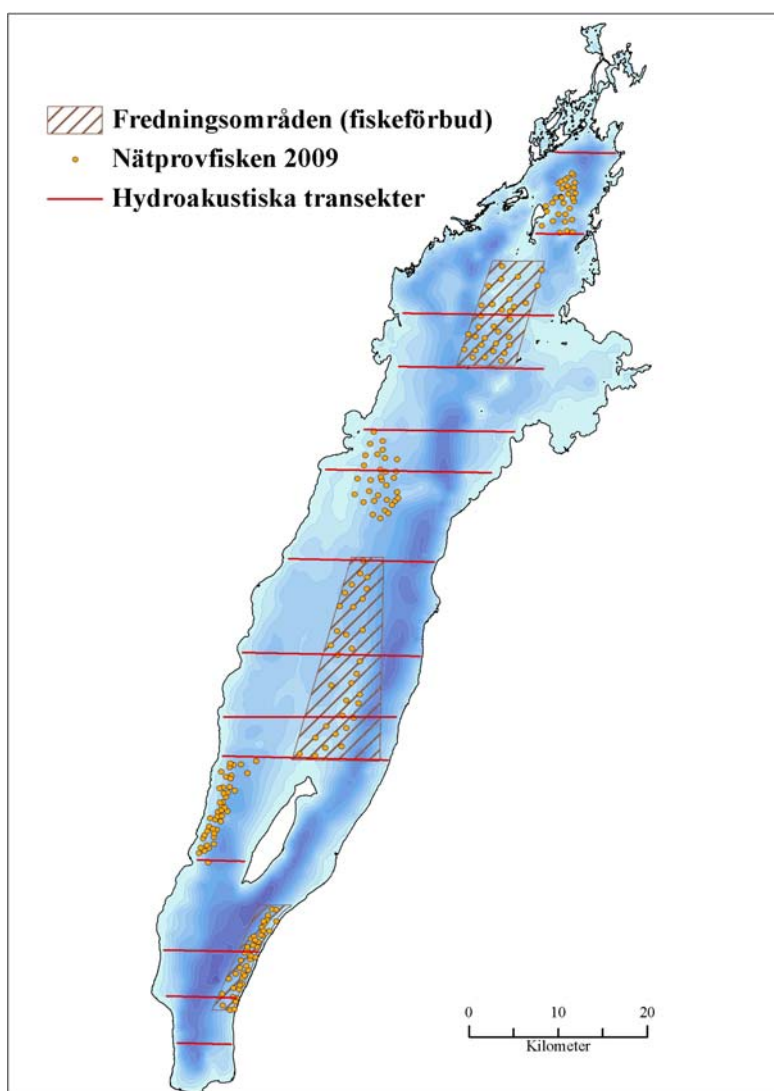 Fredningsområden (fiskeförbud)
Nätprovfisken 2009
Hydroakustiska transekter
0 10 20
Kilometer